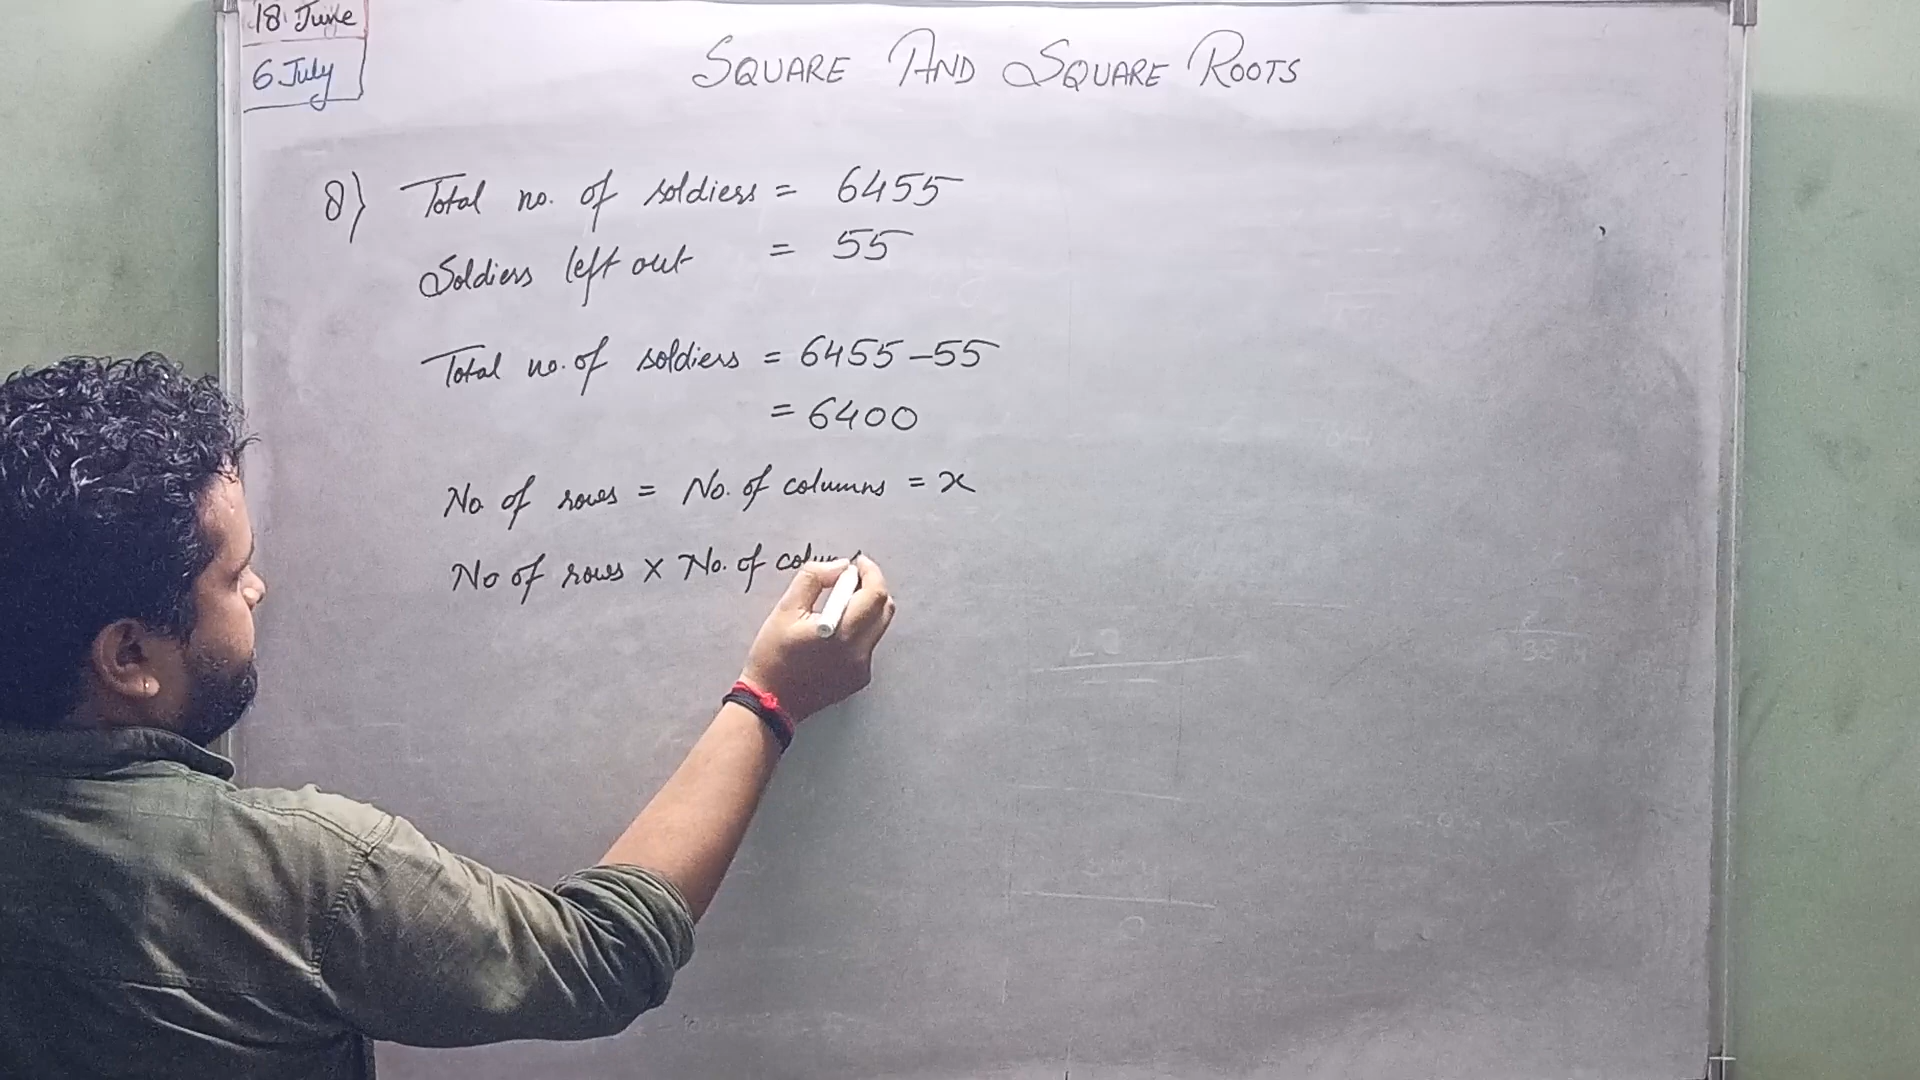 18 June
6 July
SQUARE AND SQUARE ROOTS
8) Total no. of soldiers = 6455
Soldiers left out = 55
Total no. of soldiers = 6455-55
= 6400
No. of rows = No. of columns = x
No of rows × No. of